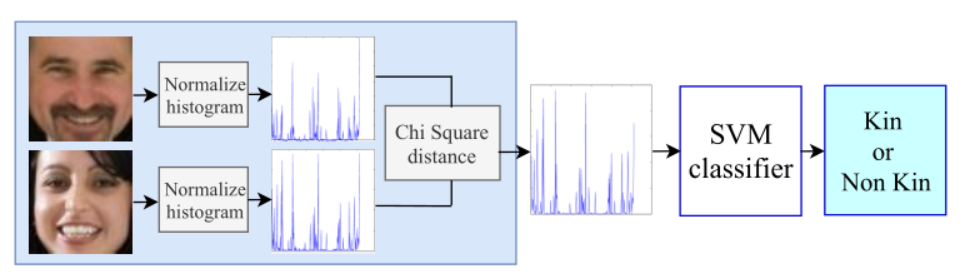 Normalize
histogram
Normalize
histogram
Chi Square
distance
SVM
classifier
Kin
or
Non Kin